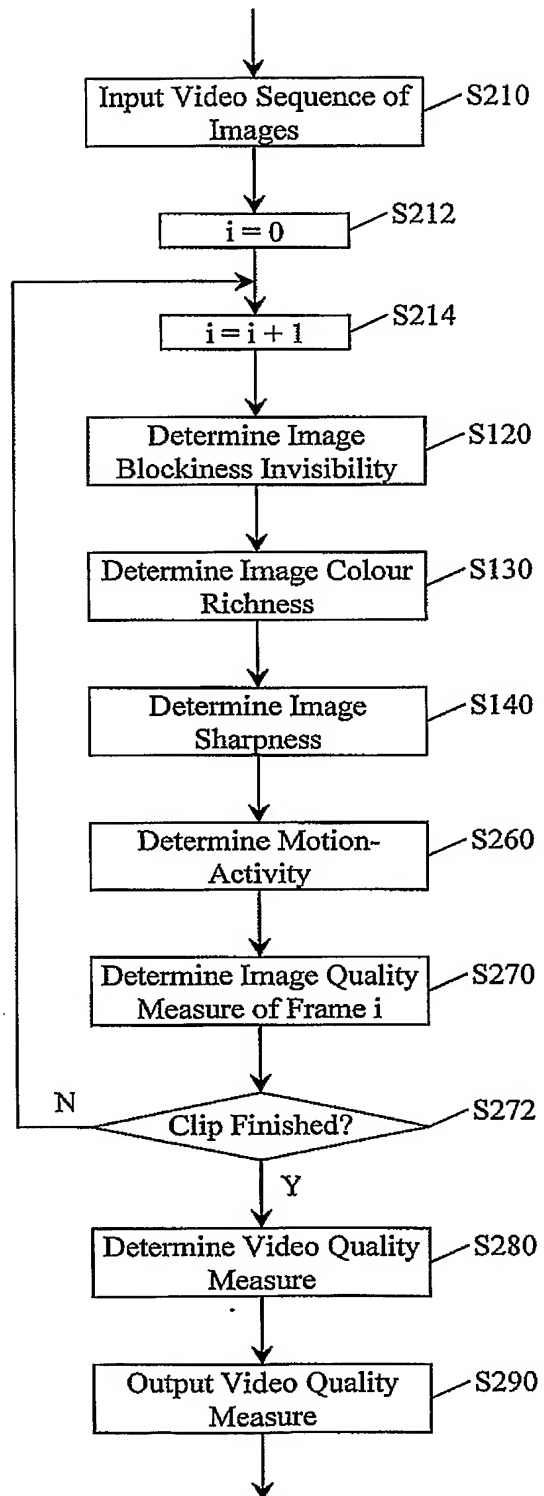 Input Video Sequence of
Images
S210
i = 0
S212
i = i + 1
S214
Determine Image
Blockiness Invisibility
S120
Determine Image Colour
Richness
S130
Determine Image
Sharpness
S140
Determine Motion-
Activity
S260
Determine Image Quality
Measure of Frame i
S270
N
Clip Finished?
S272
Y
Determine Video Quality
Measure
S280
Output Video Quality
Measure
S290